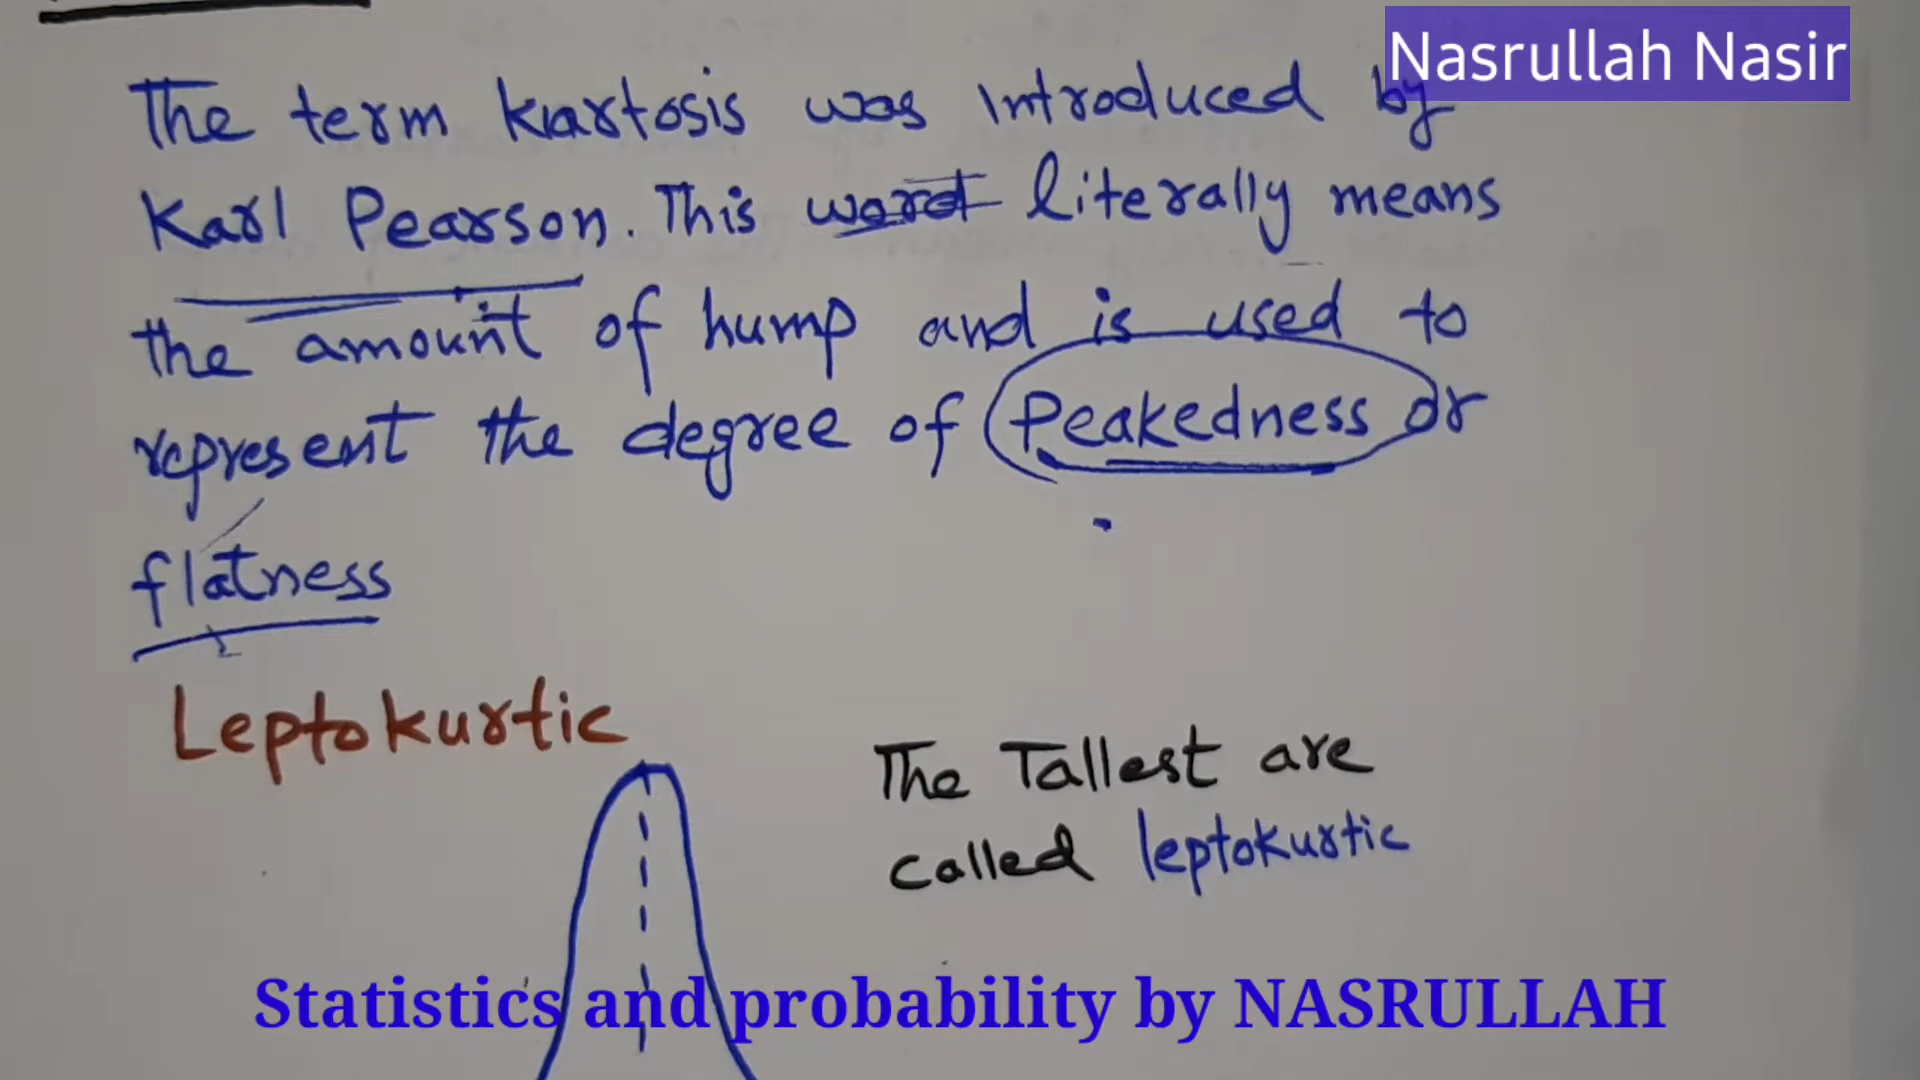 Nasrullah Nasir
The term kartosis was Introduced by
Karl Pearson. This word literally means
the amount of hump and is used to
represent the degree of Peakedness or
flatness
Leptokurtic
The Tallest are
called leptokurtic
Statistics and probability by NASRULLAH